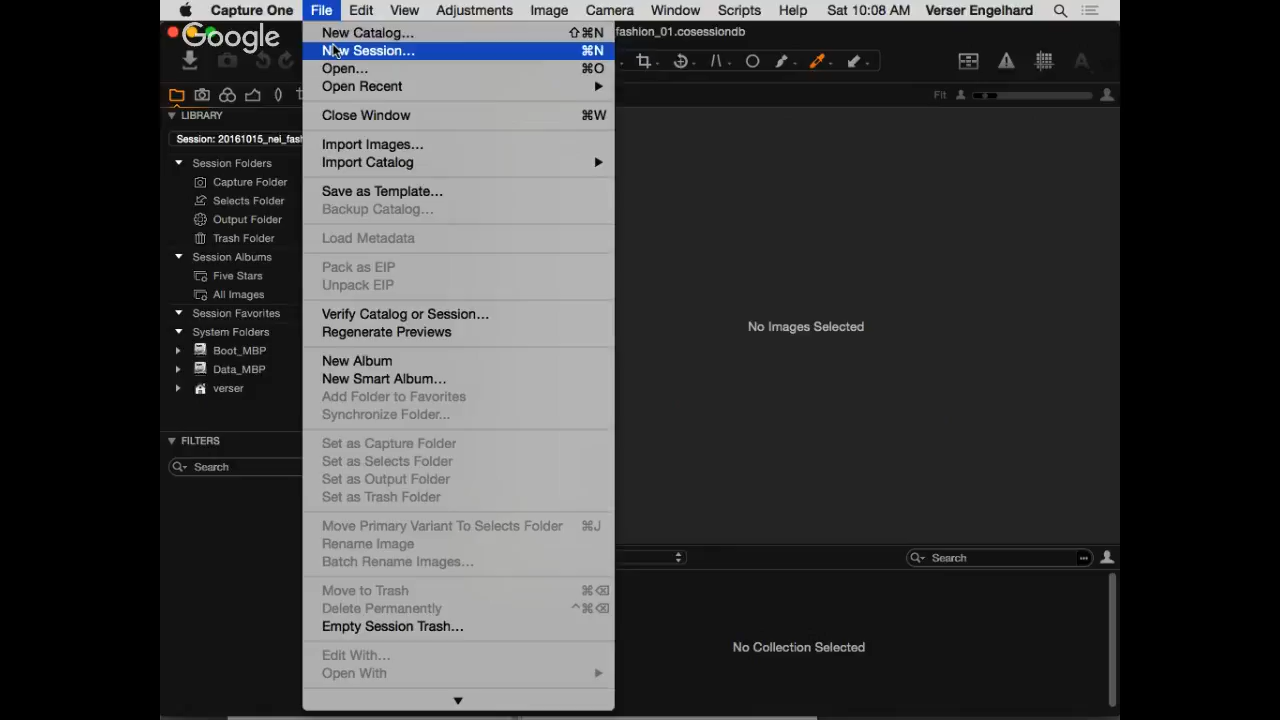 Capture One File Edit View Adjustments Image Camera Window Scripts Help Sat 10:08 AM Verser Engelhard
Google
fashion_01.cosessiondb
New Catalog... ⇧⌘N
New Session... ⌘N
Open... ⌘O
Open Recent
Close Window ⌘W
Import Images...
Import Catalog
Save as Template...
Backup Catalog...
Load Metadata
Pack as EIP
Unpack EIP
Verify Catalog or Session...
Regenerate Previews
New Album
New Smart Album...
Add Folder to Favorites
Synchronize Folder...
Set as Capture Folder
Set as Selects Folder
Set as Output Folder
Set as Trash Folder
Move Primary Variant To Selects Folder ⌘J
Rename Image
Batch Rename Images...
Move to Trash ⌘⌫
Delete Permanently ^⌘⌫
Empty Session Trash...
Edit With...
Open With
LIBRARY
Session: 20161015_nei_fas
Session Folders
Capture Folder
Selects Folder
Output Folder
Trash Folder
Session Albums
Five Stars
All Images
Session Favorites
System Folders
Boot_MBP
Data_MBP
verser
FILTERS
Search
Fit
No Images Selected
Search
No Collection Selected